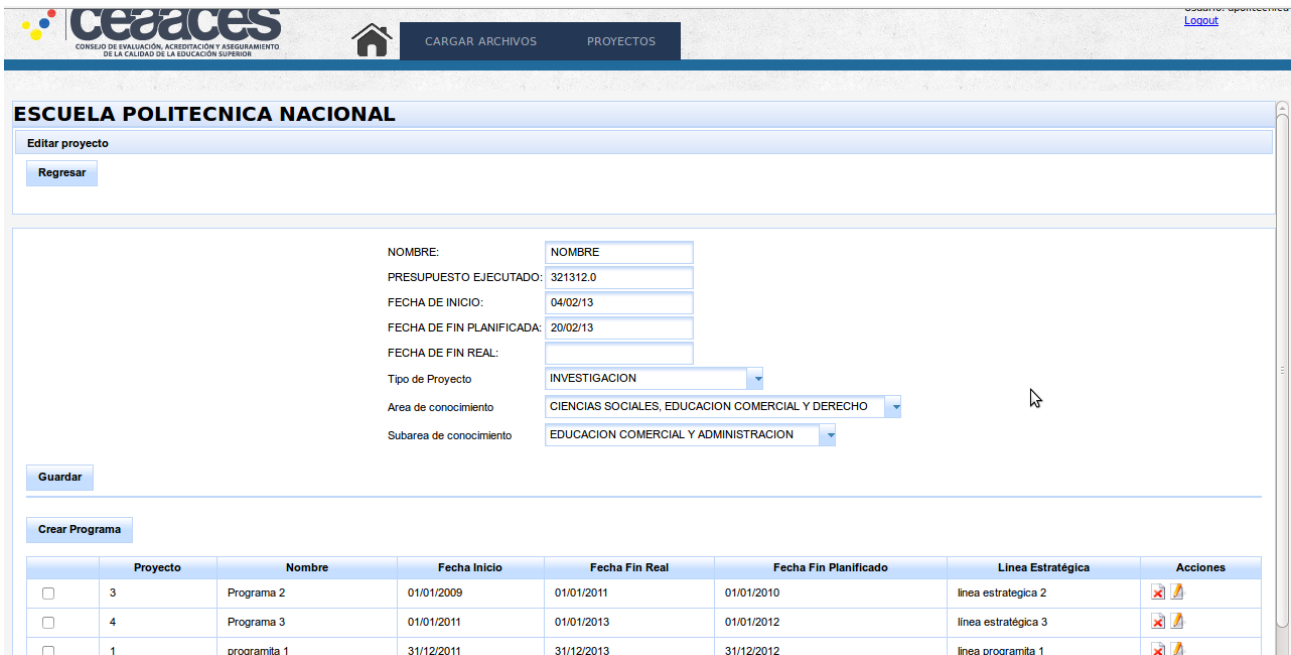 Usuario: apolitecnica
Logout
ceaaces
CONSEJO DE EVALUACIÓN, ACREDITACIÓN Y ASEGURAMIENTO
DE LA CALIDAD DE LA EDUCACIÓN SUPERIOR
CARGAR ARCHIVOS PROYECTOS
ESCUELA POLITECNICA NACIONAL
Editar proyecto
Regresar
NOMBRE: NOMBRE
PRESUPUESTO EJECUTADO: 321312.0
FECHA DE INICIO: 04/02/13
FECHA DE FIN PLANIFICADA: 20/02/13
FECHA DE FIN REAL:
Tipo de Proyecto INVESTIGACION
Area de conocimiento CIENCIAS SOCIALES, EDUCACION COMERCIAL Y DERECHO
Subarea de conocimiento EDUCACION COMERCIAL Y ADMINISTRACION
Guardar
Crear Programa
Proyecto Nombre Fecha Inicio Fecha Fin Real Fecha Fin Planificado Linea Estratégica Acciones
3 Programa 2 01/01/2009 01/01/2011 01/01/2010 linea estrategica 2
4 Programa 3 01/01/2011 01/01/2013 01/01/2012 línea estratégica 3
1 programita 1 31/12/2011 31/12/2013 31/12/2012 linea programita 1